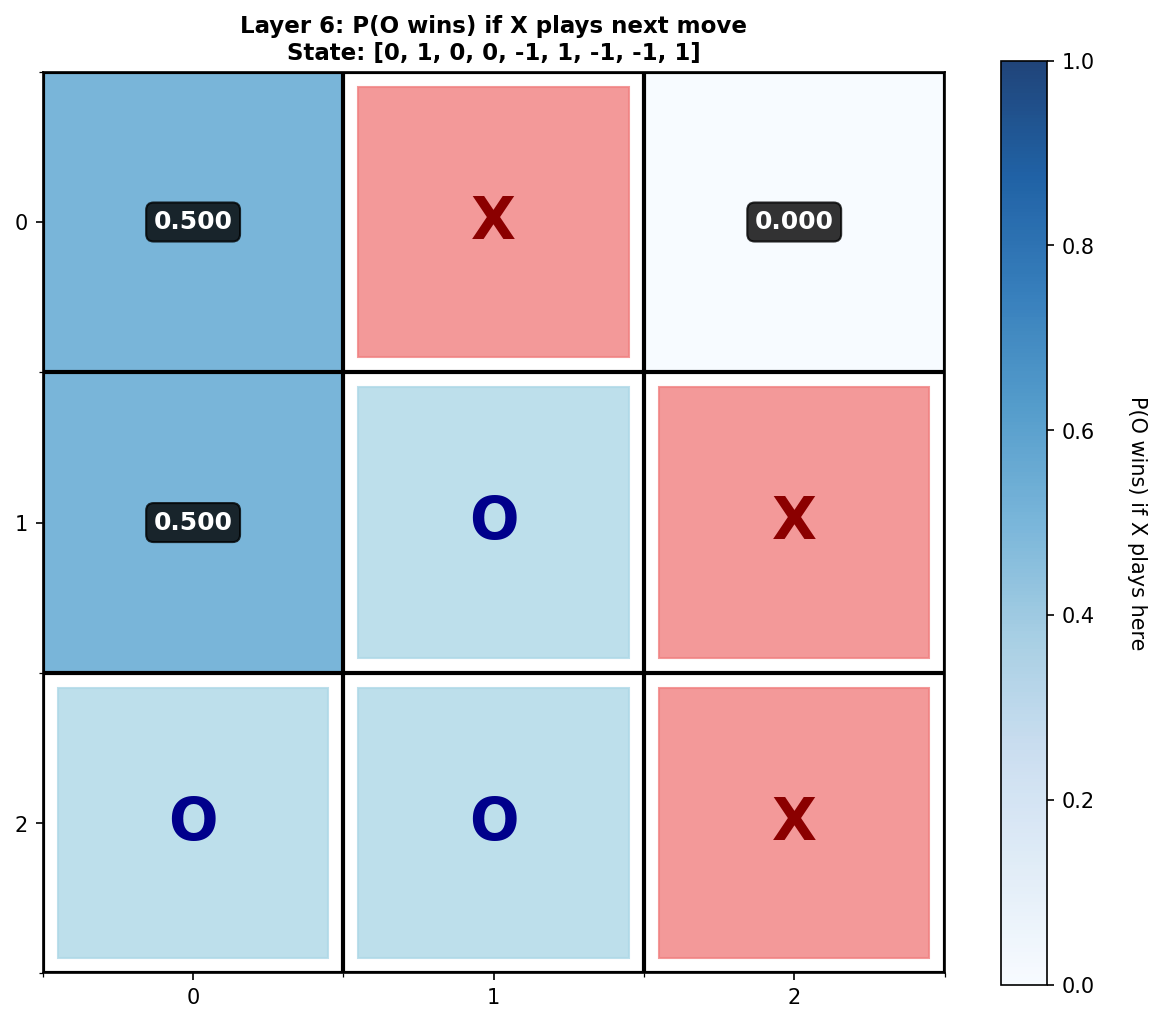 Layer 6: P(O wins) if X plays next move
State: [0, 1, 0, 0, -1, 1, -1, -1, 1]
0.500 X 0.000
0.500 O X
O O X
0
1
2
0 1 2
1.0
0.8
0.6
0.4
0.2
0.0
P(O wins) if X plays here